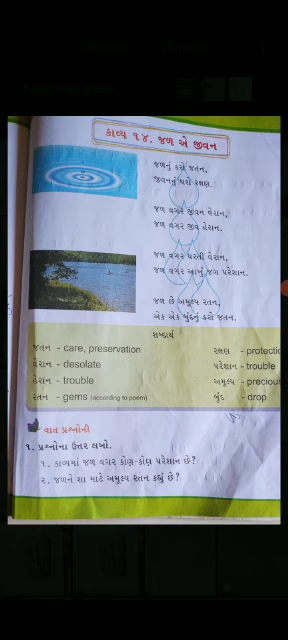 કાવ્ય ૧૪. જળ એ જીવન
જળનું કરો જતન,
જીવનનું થશે રક્ષણ.
જળ વગર જીવન વેરાન,
જળ વગર જીવ હેરાન.
જળ વગર ધરતી વેરાન,
જળ વગર આખું જગ પરેશાન.
જળ છે અમૂલ્ય રતન,
એક એક બુંદનું કરો જતન.
શબ્દાર્થ
જતન - care, preservation
રક્ષણ - protectio
વેરાન - desolate
પરેશાન - trouble
હેરાન - trouble
અમૂલ્ય - precious
રતન - gems (according to poem)
બુંદ - drop
વાત પ્રશ્નોની
૧. પ્રશ્નોના ઉત્તર લખો.
૧. કાવ્યમાં જળ વગર કોણ-કોણ પરેશાન છે?
૨. જળને શા માટે અમૂલ્ય રતન કહ્યું છે?